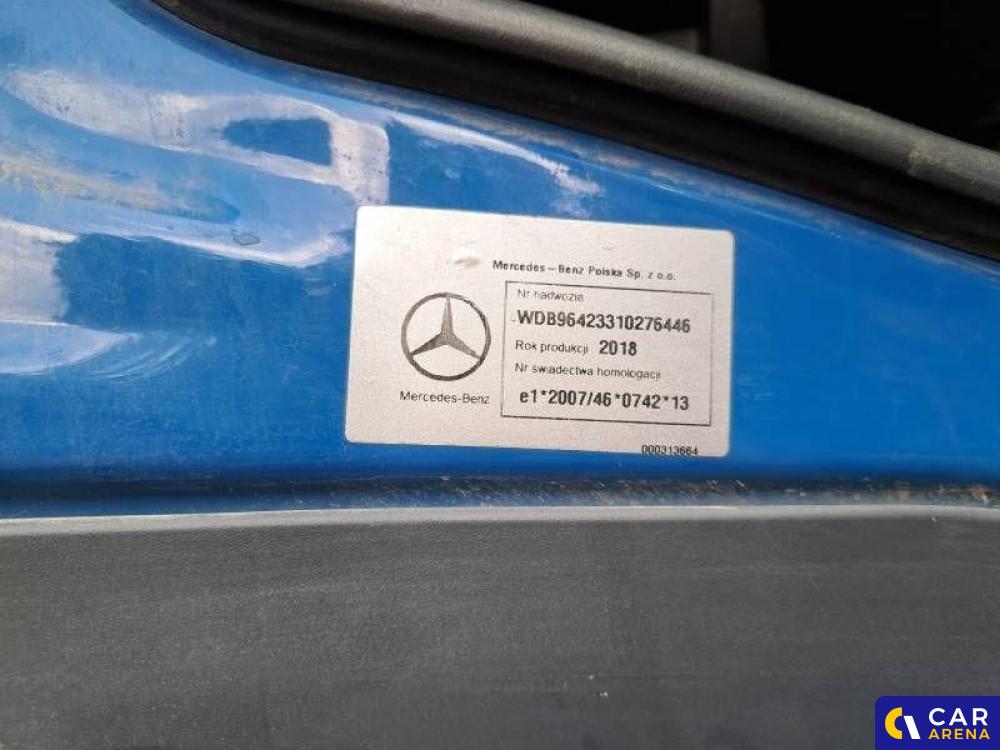 Mercedes – Benz Polska Sp. z o.o.
Nr nadwozia
WDB96423310276446
Rok produkcji 2018
Nr świadectwa homologacji
e1*2007/46*0742*13
Mercedes-Benz
000313664
CAR
ARENA